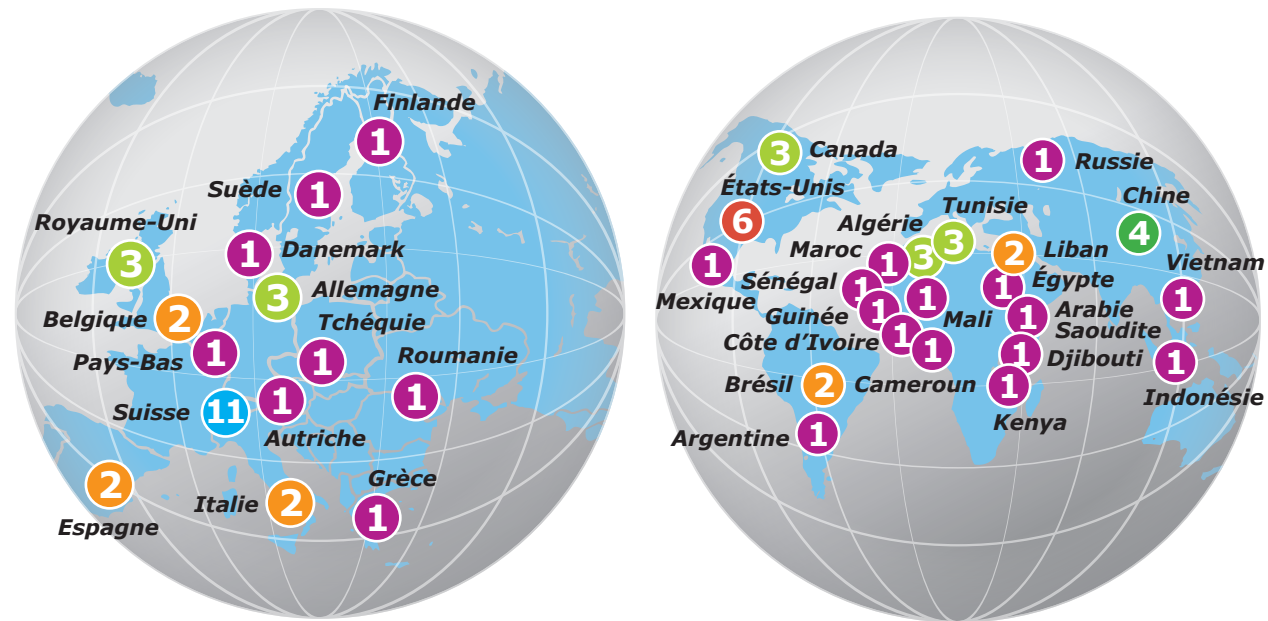 Finlande
1
Suède
1
Royaume-Uni
3
1
Danemark
3
Allemagne
Belgique
2
Tchéquie
Pays-Bas
1
1
Roumanie
1
Suisse
11
1
Autriche
Grèce
2
Espagne
Italie
2
1
3
Canada
1
Russie
États-Unis
6
Chine
4
Tunisie
3
Algérie
3
Maroc
1
2
Liban
Vietnam
1
1
Mexique
Sénégal
1
1
Égypte
Guinée
1
1
Mali
1
Arabie
Saoudite
Côte d’Ivoire
1
1
Cameroun
1
Djibouti
1
Indonésie
Brésil
2
1
Kenya
Argentine
1